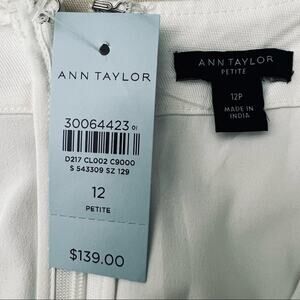 ANN TAYLOR
30064423 01
D217 CL002 C9000
S 543309 SZ 129
12
PETITE
$139.00
ANN TAYLOR
PETITE
12P
MADE IN
INDIA